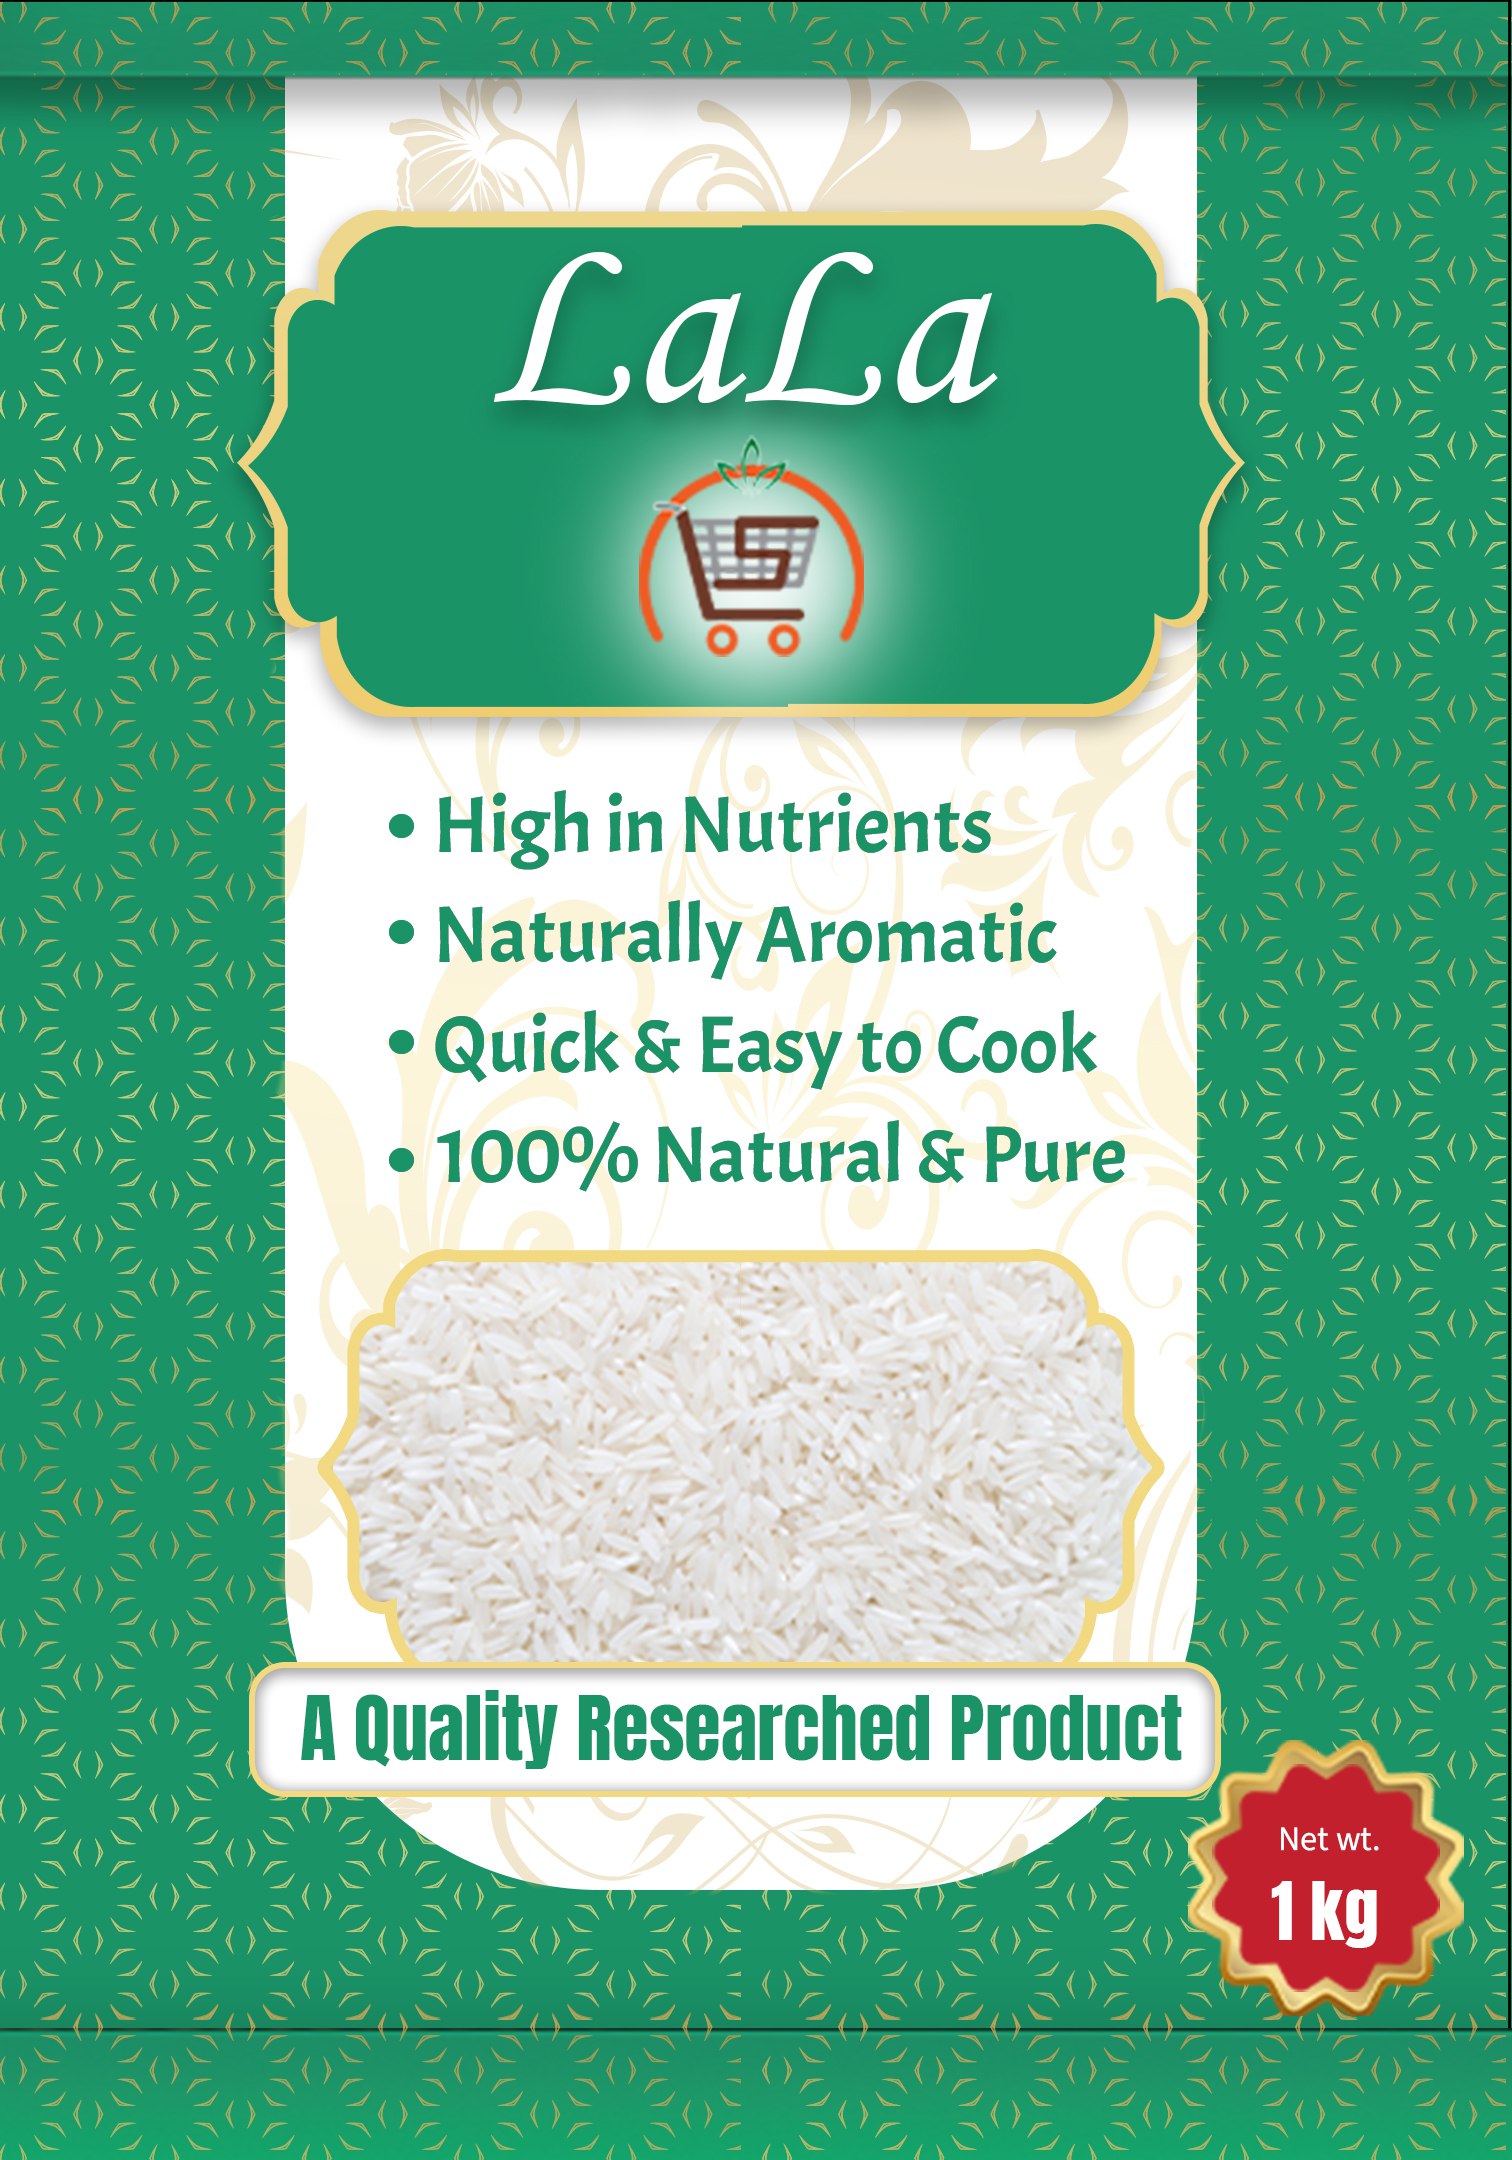 LaLa
• High in Nutrients
• Naturally Aromatic
• Quick & Easy to Cook
• 100% Natural & Pure
A Quality Researched Product
Net wt.
1 kg